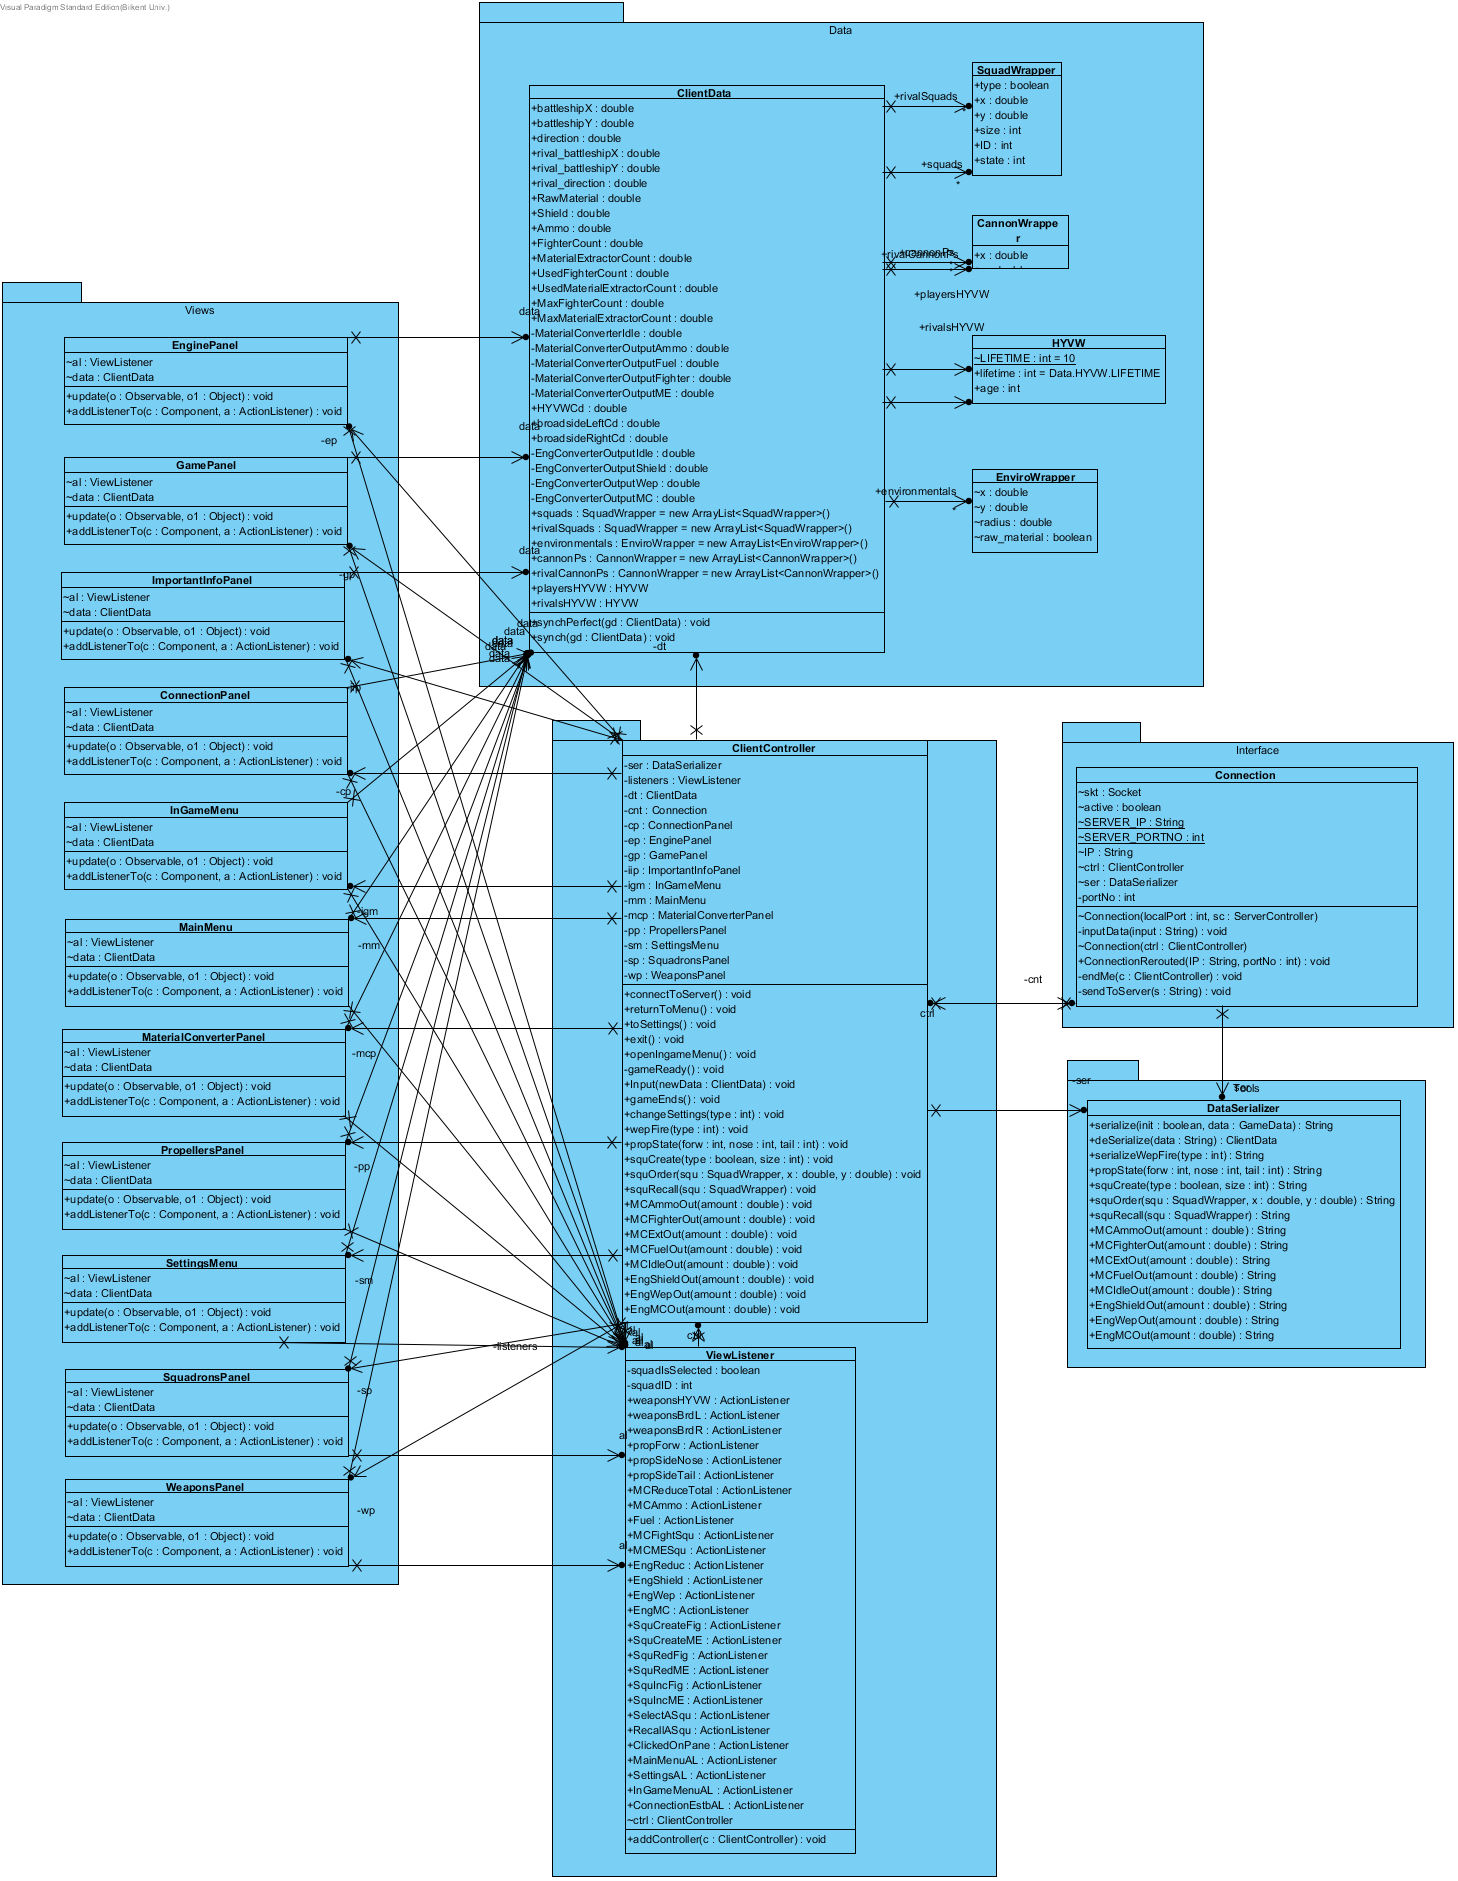 Visual Paradigm Standard Edition(Bilkent Univ.)
Data
ClientData
+battleshipX : double
+battleshipY : double
+direction : double
+rival_battleshipX : double
+rival_battleshipY : double
+rival_direction : double
+RawMaterial : double
+Shield : double
+Ammo : double
+FighterCount : double
+MaterialExtractorCount : double
+UsedFighterCount : double
+UsedMaterialExtractorCount : double
+MaxFighterCount : double
+MaxMaterialExtractorCount : double
-MaterialConverterIdle : double
-MaterialConverterOutputAmmo : double
-MaterialConverterOutputFuel : double
-MaterialConverterOutputFighter : double
-MaterialConverterOutputME : double
+HYVWCd : double
+broadsideLeftCd : double
+broadsideRightCd : double
-EngConverterOutputIdle : double
-EngConverterOutputShield : double
-EngConverterOutputWep : double
-EngConverterOutputMC : double
+squads : SquadWrapper = new ArrayList<SquadWrapper>()
+rivalSquads : SquadWrapper = new ArrayList<SquadWrapper>()
+environmentals : EnviroWrapper = new ArrayList<EnviroWrapper>()
+cannonPs : CannonWrapper = new ArrayList<CannonWrapper>()
+rivalCannonPs : CannonWrapper = new ArrayList<CannonWrapper>()
+playersHYVW : HYVW
+rivalsHYVW : HYVW
+synchPerfect(gd : ClientData) : void
+synch(gd : ClientData) : void
+rivalSquads
*
+squads
*
+cannonPs
+rivalCannonPs
*
*
+playersHYVW
+rivalsHYVW
+environmentals
*
SquadWrapper
+type : boolean
+x : double
+y : double
+size : int
+ID : int
+state : int
CannonWrappe
r
+x : double
HYVW
~LIFETIME : int = 10
+lifetime : int = Data.HYVW.LIFETIME
+age : int
EnviroWrapper
~x : double
~y : double
~radius : double
~raw_material : boolean
Views
EnginePanel
~al : ViewListener
~data : ClientData
+update(o : Observable, o1 : Object) : void
+addListenerTo(c : Component, a : ActionListener) : void
GamePanel
~al : ViewListener
~data : ClientData
+update(o : Observable, o1 : Object) : void
+addListenerTo(c : Component, a : ActionListener) : void
ImportantInfoPanel
~al : ViewListener
~data : ClientData
+update(o : Observable, o1 : Object) : void
+addListenerTo(c : Component, a : ActionListener) : void
ConnectionPanel
~al : ViewListener
~data : ClientData
+update(o : Observable, o1 : Object) : void
+addListenerTo(c : Component, a : ActionListener) : void
InGameMenu
~al : ViewListener
~data : ClientData
+update(o : Observable, o1 : Object) : void
+addListenerTo(c : Component, a : ActionListener) : void
MainMenu
~al : ViewListener
~data : ClientData
+update(o : Observable, o1 : Object) : void
+addListenerTo(c : Component, a : ActionListener) : void
MaterialConverterPanel
~al : ViewListener
~data : ClientData
+update(o : Observable, o1 : Object) : void
+addListenerTo(c : Component, a : ActionListener) : void
PropellersPanel
~al : ViewListener
~data : ClientData
+update(o : Observable, o1 : Object) : void
+addListenerTo(c : Component, a : ActionListener) : void
SettingsMenu
~al : ViewListener
~data : ClientData
+update(o : Observable, o1 : Object) : void
+addListenerTo(c : Component, a : ActionListener) : void
SquadronsPanel
~al : ViewListener
~data : ClientData
+update(o : Observable, o1 : Object) : void
+addListenerTo(c : Component, a : ActionListener) : void
WeaponsPanel
~al : ViewListener
~data : ClientData
+update(o : Observable, o1 : Object) : void
+addListenerTo(c : Component, a : ActionListener) : void
data
data
data
data
data
data
data
data
data
-ep
-gp
-cp
-igm
-mm
-mcp
-pp
-sm
-sp
-wp
-dt
-listeners
al
al
ClientController
-ser : DataSerializer
-listeners : ViewListener
-dt : ClientData
-cnt : Connection
-cp : ConnectionPanel
-ep : EnginePanel
-gp : GamePanel
-iip : ImportantInfoPanel
-igm : InGameMenu
-mm : MainMenu
-mcp : MaterialConverterPanel
-pp : PropellersPanel
-sm : SettingsMenu
-sp : SquadronsPanel
-wp : WeaponsPanel
+connectToServer() : void
+returnToMenu() : void
+toSettings() : void
+exit() : void
+openIngameMenu() : void
-gameReady() : void
+Input(newData : ClientData) : void
+gameEnds() : void
+changeSettings(type : int) : void
+wepFire(type : int) : void
+propState(forw : int, nose : int, tail : int) : void
+squCreate(type : boolean, size : int) : void
+squOrder(squ : SquadWrapper, x : double, y : double) : void
+squRecall(squ : SquadWrapper) : void
+MCAmmoOut(amount : double) : void
+MCFighterOut(amount : double) : void
+MCExtOut(amount : double) : void
+MCFuelOut(amount : double) : void
+MCIdleOut(amount : double) : void
+EngShieldOut(amount : double) : void
+EngWepOut(amount : double) : void
+EngMCOut(amount : double) : void
ViewListener
-squadIsSelected : boolean
-squadID : int
+weaponsHYVW : ActionListener
+weaponsBrdL : ActionListener
+weaponsBrdR : ActionListener
+propForw : ActionListener
+propSideNose : ActionListener
+propSideTail : ActionListener
+MCReduceTotal : ActionListener
+MCAmmo : ActionListener
+Fuel : ActionListener
+MCFightSqu : ActionListener
+MCMESqu : ActionListener
+EngReduc : ActionListener
+EngShield : ActionListener
+EngWep : ActionListener
+EngMC : ActionListener
+SquCreateFig : ActionListener
+SquCreateME : ActionListener
+SquRedFig : ActionListener
+SquRedME : ActionListener
+SquIncFig : ActionListener
+SquIncME : ActionListener
+SelectASqu : ActionListener
+RecallASqu : ActionListener
+ClickedOnPane : ActionListener
+MainMenuAL : ActionListener
+SettingsAL : ActionListener
+InGameMenuAL : ActionListener
+ConnectionEstbAL : ActionListener
~ctrl : ClientController
+addController(c : ClientController) : void
-cnt
ctrl
Interface
Connection
~skt : Socket
~active : boolean
~SERVER_IP : String
~SERVER_PORTNO : int
~IP : String
~ctrl : ClientController
~ser : DataSerializer
-portNo : int
~Connection(localPort : int, sc : ServerController)
-inputData(input : String) : void
~Connection(ctrl : ClientController)
+ConnectionRerouted(IP : String, portNo : int) : void
-endMe(c : ClientController) : void
-sendToServer(s : String) : void
-ser
ser
Tools
DataSerializer
+serialize(init : boolean, data : GameData) : String
+deSerialize(data : String) : ClientData
+serializeWepFire(type : int) : String
+propState(forw : int, nose : int, tail : int) : String
+squCreate(type : boolean, size : int) : String
+squOrder(squ : SquadWrapper, x : double, y : double) : String
+squRecall(squ : SquadWrapper) : String
+MCAmmoOut(amount : double) : String
+MCFighterOut(amount : double) : String
+MCExtOut(amount : double) : String
+MCFuelOut(amount : double) : String
+MCIdleOut(amount : double) : String
+EngShieldOut(amount : double) : String
+EngWepOut(amount : double) : String
+EngMCOut(amount : double) : String